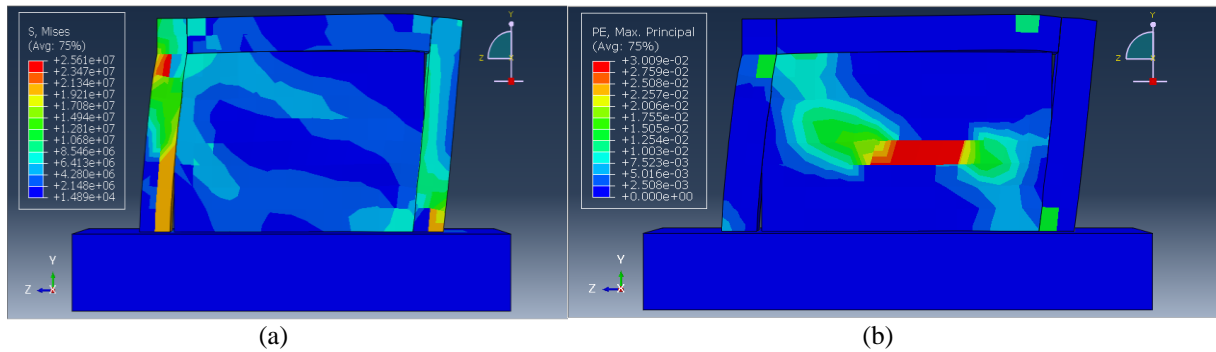 S, Mises
(Avg: 75%)
+2.561e+07
+2.347e+07
+2.134e+07
+1.921e+07
+1.708e+07
+1.494e+07
+1.281e+07
+1.068e+07
+8.546e+06
+6.413e+06
+4.280e+06
+2.148e+06
+1.489e+04
Y
Z
X
Y
Z
X
(a)
PE, Max. Principal
(Avg: 75%)
+3.009e-02
+2.759e-02
+2.508e-02
+2.257e-02
+2.006e-02
+1.755e-02
+1.505e-02
+1.254e-02
+1.003e-02
+7.523e-03
+5.016e-03
+2.508e-03
+0.000e+00
Y
Z
X
Y
Z
X
(b)